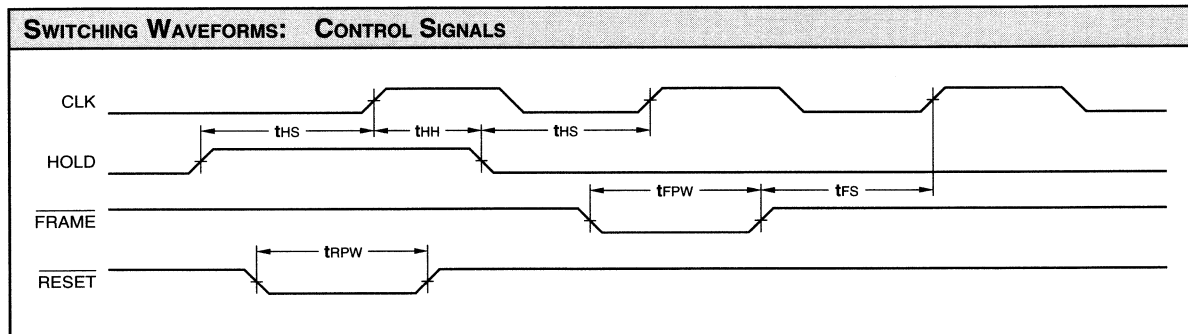 SWITCHING WAVEFORMS: CONTROL SIGNALS
CLK
tHS tHH tHS
HOLD
tFPW tFS
FRAME
tRPW
RESET